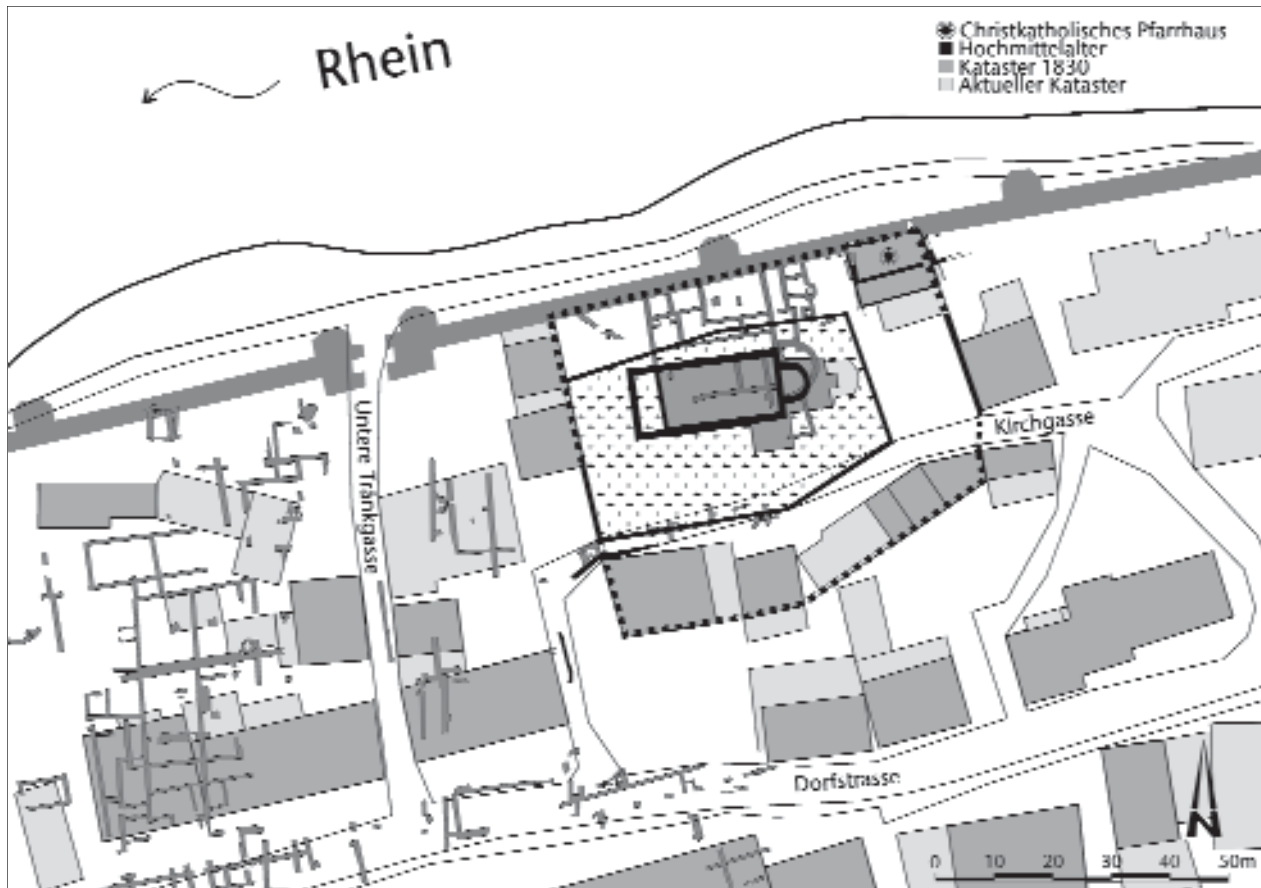 Rhein
Christkatholisches Pfarrhaus
Hochmittelalter
Kataster 1830
Aktueller Kataster
Kirchgasse
Untere Tränkgasse
Dorfstrasse
N
0 10 20 30 40 50m